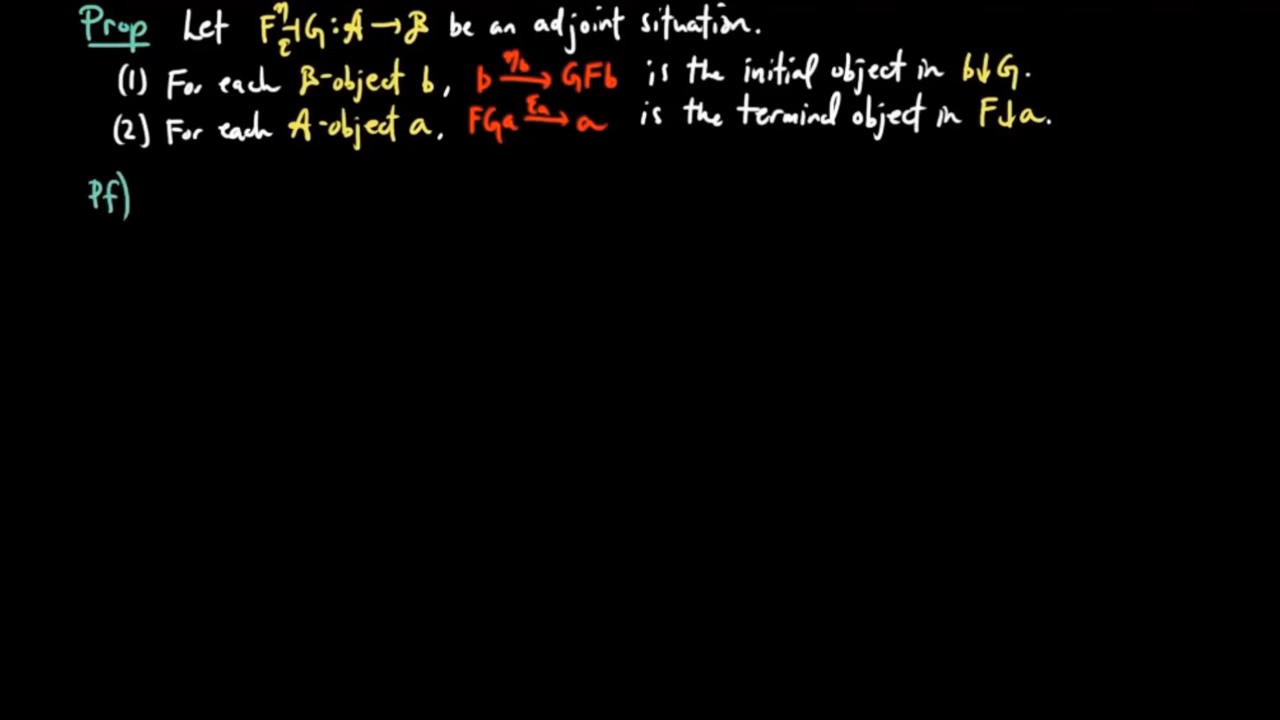 Prop Let F η⊣ε G : A → B be an adjoint situation.
(1) For each B-object b, b —ηb→ GFb is the initial object in b↓G.
(2) For each A-object a, FGa —εa→ a is the terminal object in F↓a.
Pf)